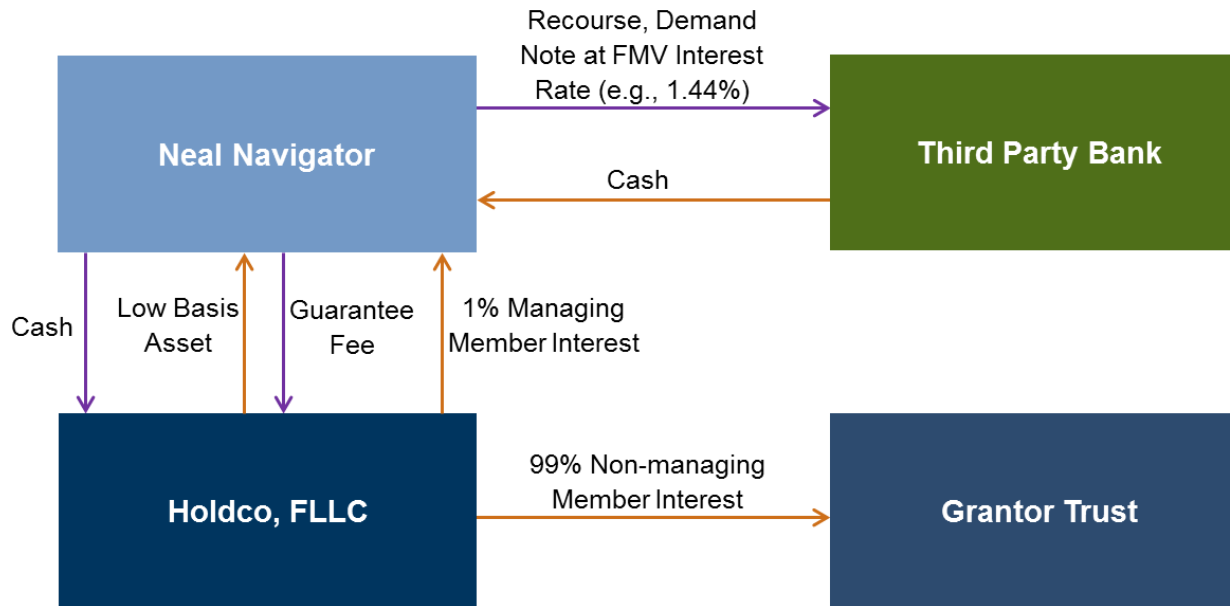 Recourse, Demand
Note at FMV Interest
Rate (e.g., 1.44%)
Neal Navigator
Third Party Bank
Cash
Cash
Low Basis
Asset
Guarantee
Fee
1% Managing
Member Interest
99% Non-managing
Member Interest
Holdco, FLLC
Grantor Trust